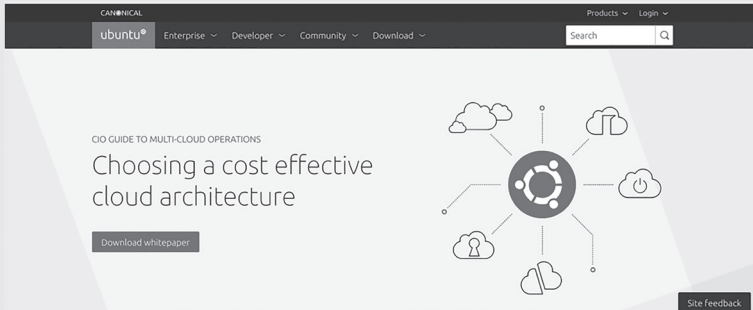 CANONICAL
Products
Login
ubuntu®
Enterprise
Developer
Community
Download
Search
CIO GUIDE TO MULTI-CLOUD OPERATIONS
Choosing a cost effective
cloud architecture
Download whitepaper
Site feedback